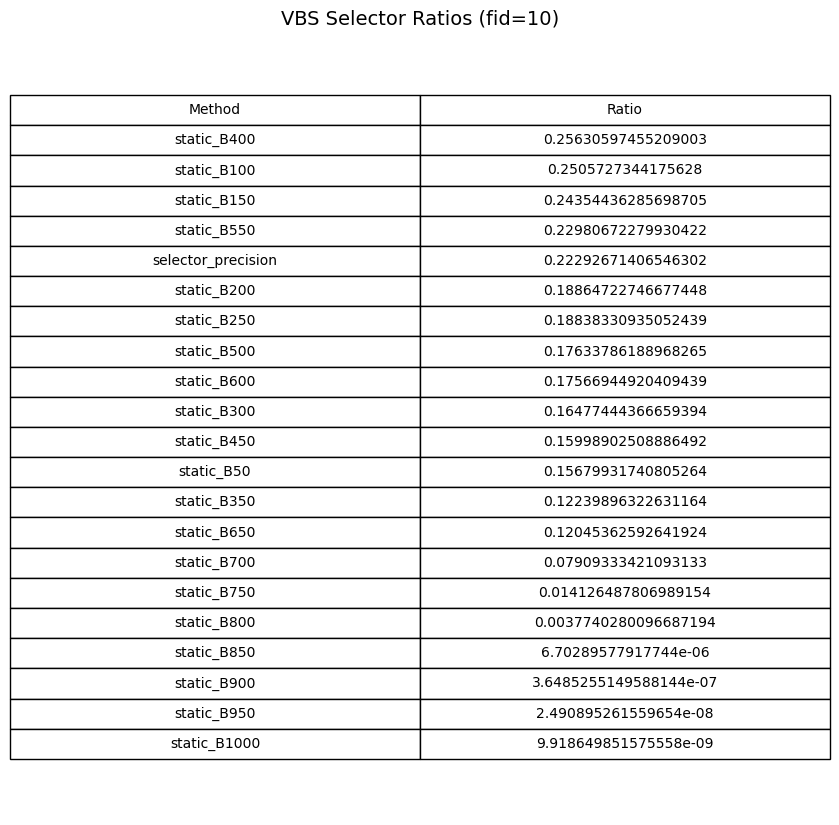 VBS Selector Ratios (fid=10)
Method Ratio
static_B400 0.25630597455209003
static_B100 0.2505727344175628
static_B150 0.24354436285698705
static_B550 0.22980672279930422
selector_precision 0.22292671406546302
static_B200 0.18864722746677448
static_B250 0.18838330935052439
static_B500 0.17633786188968265
static_B600 0.17566944920409439
static_B300 0.16477444366659394
static_B450 0.15998902508886492
static_B50 0.15679931740805264
static_B350 0.12239896322631164
static_B650 0.12045362592641924
static_B700 0.07909333421093133
static_B750 0.014126487806989154
static_B800 0.0037740280096687194
static_B850 6.70289577917744e-06
static_B900 3.6485255149588144e-07
static_B950 2.490895261559654e-08
static_B1000 9.918649851575558e-09